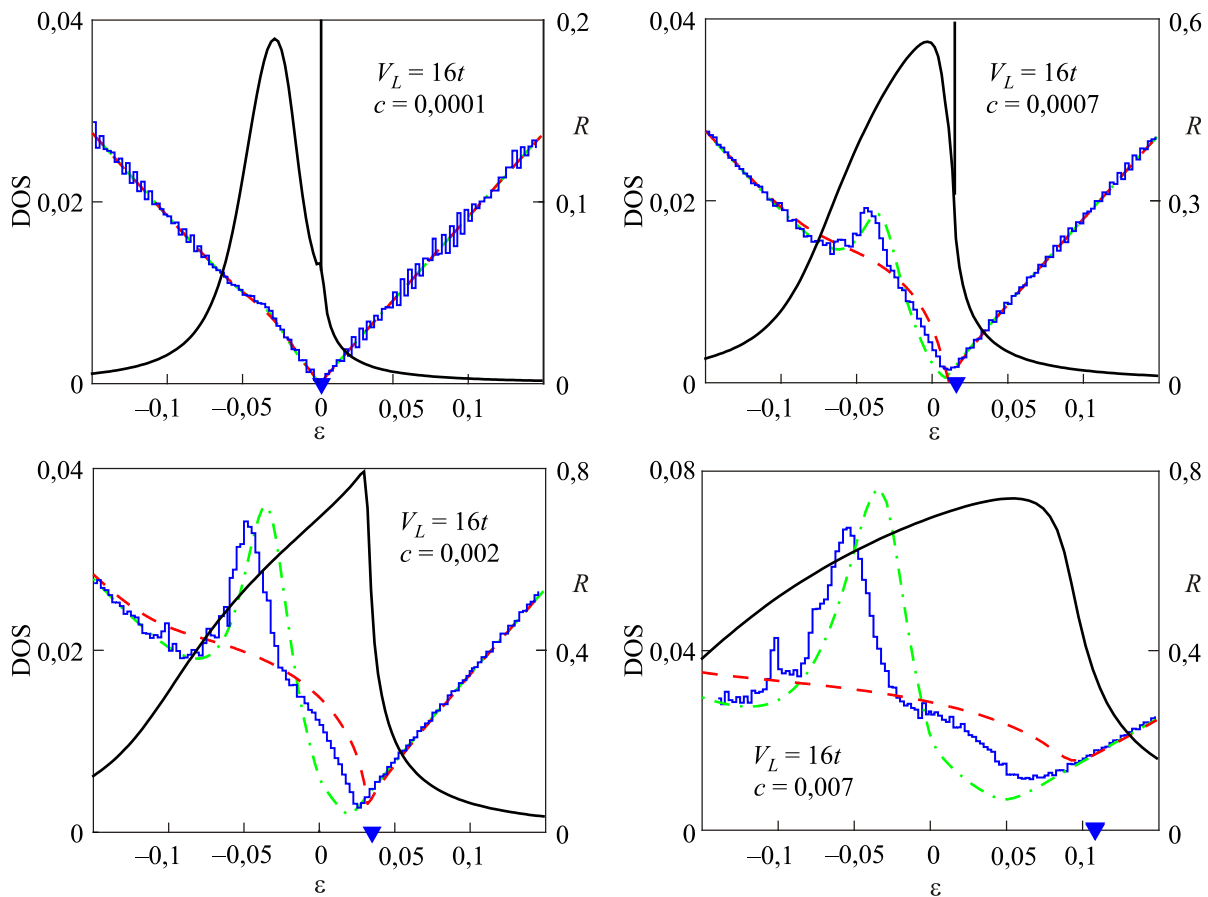 0,04
0,2
V_L = 16t
c = 0,0001
R
DOS
0,02
0,1
0
0
–0,1
–0,05
0
0,05
0,1
ε
0,04
0,6
V_L = 16t
c = 0,0007
R
DOS
0,02
0,3
0
0
–0,1
–0,05
0
0,05
0,1
ε
0,04
0,8
V_L = 16t
c = 0,002
R
DOS
0,02
0,4
0
0
–0,1
–0,05
0
0,05
0,1
ε
0,08
0,8
R
DOS
0,04
0,4
V_L = 16t
c = 0,007
0
0
–0,1
–0,05
0
0,05
0,1
ε